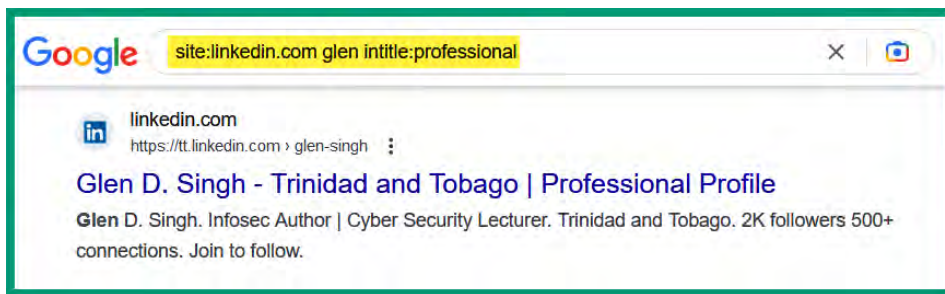 Google
site:linkedin.com glen intitle:professional
in
linkedin.com
https://tt.linkedin.com › glen-singh
Glen D. Singh - Trinidad and Tobago | Professional Profile
Glen D. Singh. Infosec Author | Cyber Security Lecturer. Trinidad and Tobago. 2K followers 500+
connections. Join to follow.